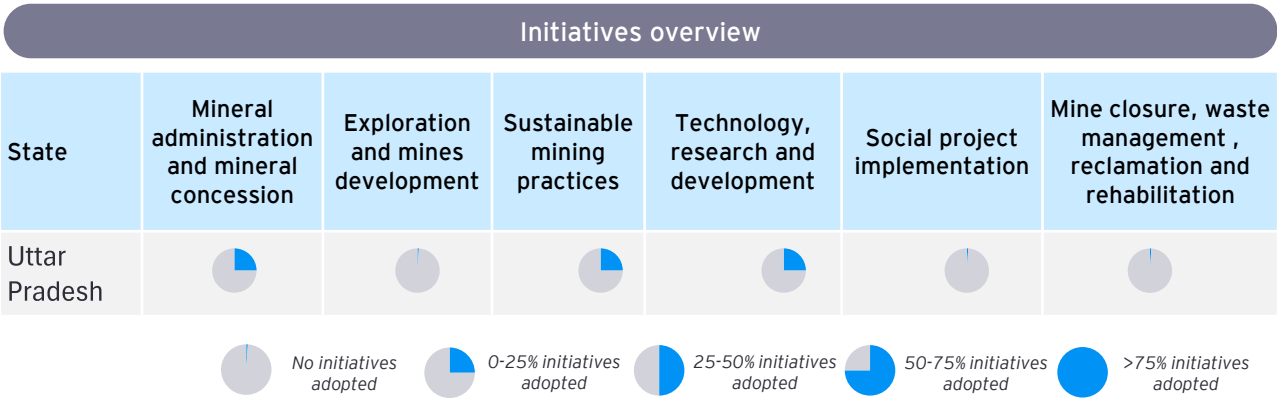 Initiatives overview
State
Mineral
administration
and mineral
concession
Exploration
and mines
development
Sustainable
mining
practices
Technology,
research and
development
Social project
implementation
Mine closure, waste
management ,
reclamation and
rehabilitation
Uttar
Pradesh
No initiatives
adopted
0-25% initiatives
adopted
25-50% initiatives
adopted
50-75% initiatives
adopted
>75% initiatives
adopted